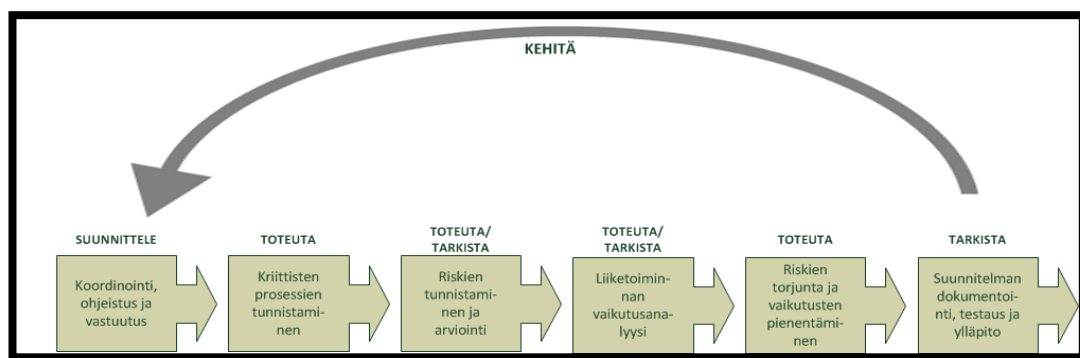 KEHITÄ
SUUNNITTELE
Koordinointi,
ohjeistus ja
vastuutus
TOTEUTA
Kriittisten
prosessien
tunnistami-
nen
TOTEUTA/
TARKISTA
Riskien
tunnistami-
nen ja
arviointi
TOTEUTA/
TARKISTA
Liiketoimin-
nan
vaikutusana-
lyysi
TOTEUTA
Riskien
torjunta ja
vaikutusten
pienentämi-
nen
TARKISTA
Suunnitelman
dokumentoi-
nti, testaus ja
ylläpito